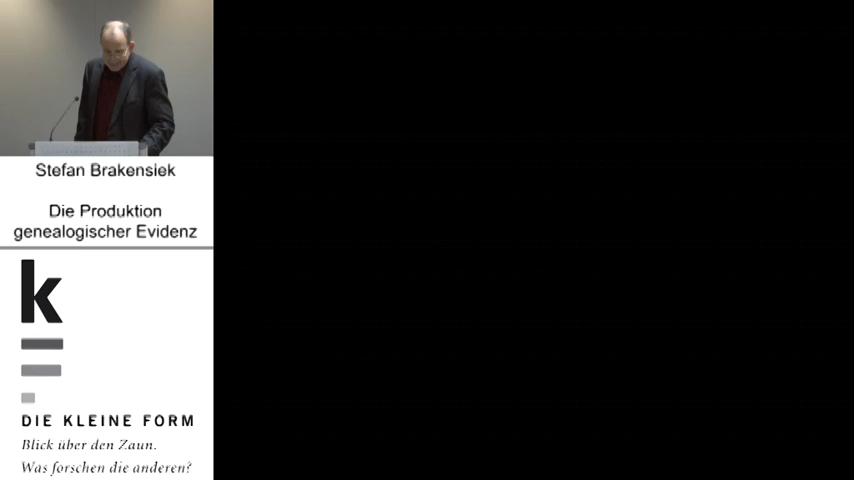 Stefan Brakensiek
Die Produktion
genealogischer Evidenz
k
DIE KLEINE FORM
Blick über den Zaun.
Was forschen die anderen?